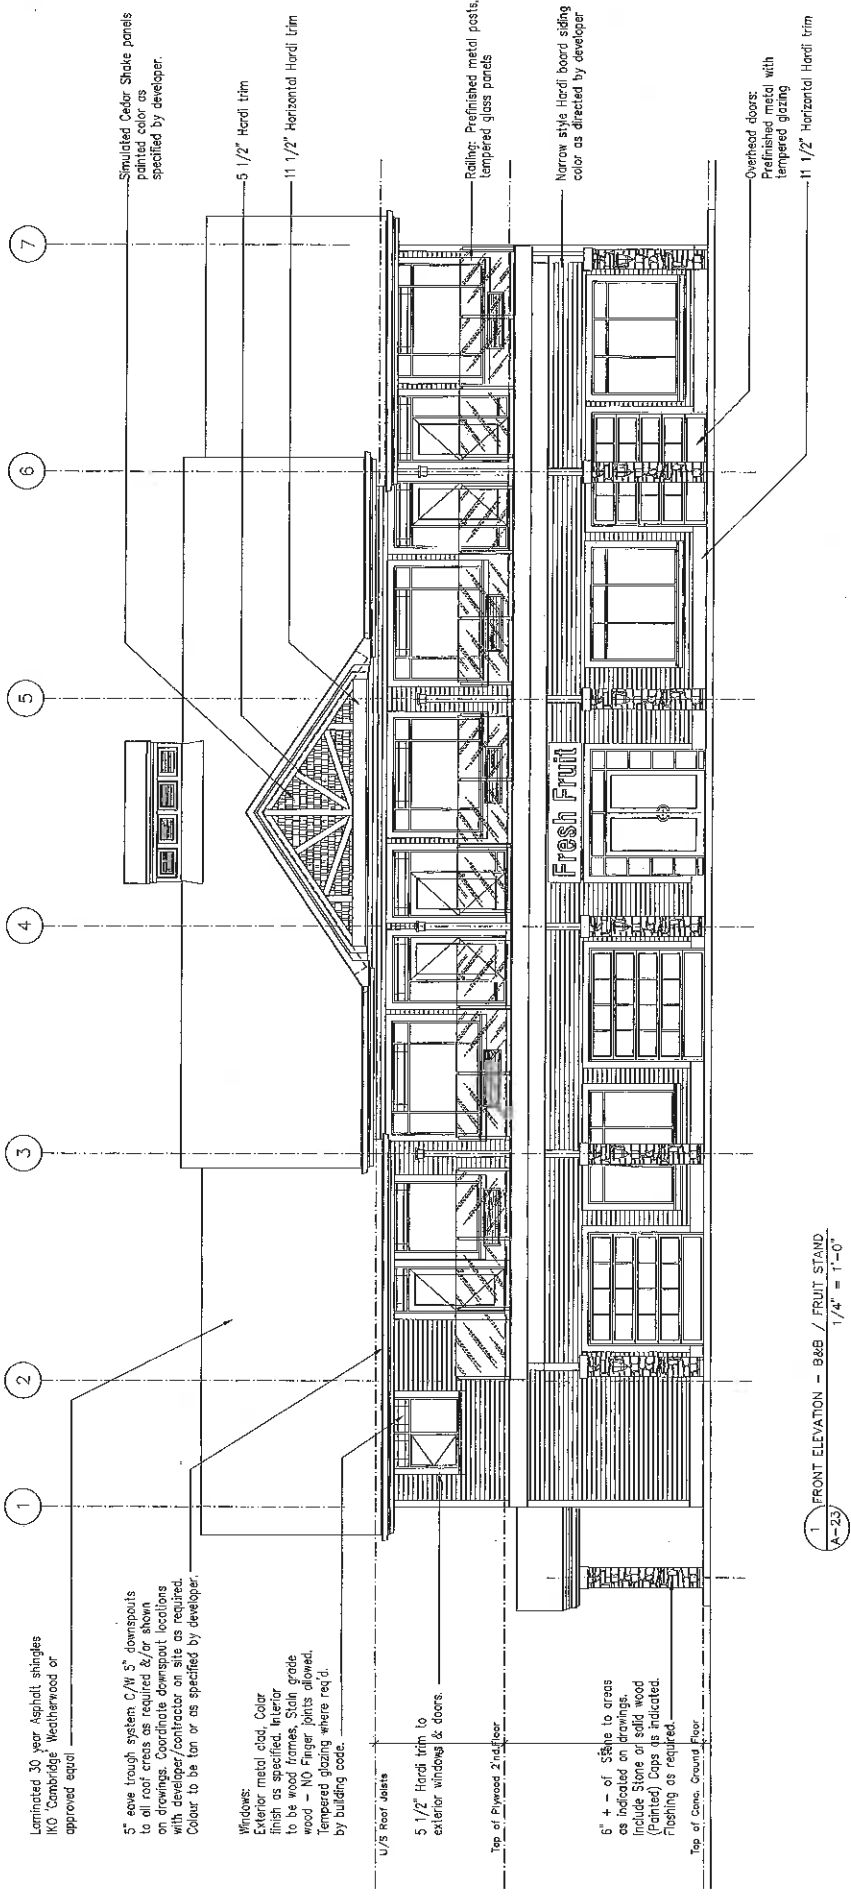 Laminated 30 year Asphalt shingles
IKO 'Cambridge' Weatherwood or
approved equal
5" eave trough system C/W 5" downspouts
to all roof areas as required &/or shown
on drawings. Coordinate downspout locations
with developer/contractor on site as required.
Colour to be tan or as specified by developer.
Windows:
Exterior metal clad, Color
finish as specified. Interior
to be wood frames, Stain grade
wood - NO Finger joints allowed.
Tempered glazing where req'd.
by building code.
U/S Roof Joists
5 1/2" Hardi trim to
exterior windows & doors.
Top of Plywood 2'nd.Floor
6" + - of Stone to areas
as indicated on drawings.
Include Stone or solid wood
(Painted) Caps as indicated.
Flashing as required.
Top of Conc. Ground Floor
1
2
3
4
5
6
7
Fresh Fruit
Simulated Cedar Shake panels
painted color as
specified by developer.
5 1/2" Hardi trim
11 1/2" Horizontal Hardi trim
Railing: Prefinished metal posts,
tempered glass panels
Narrow style Hardi board siding
color as directed by developer
Overhead doors:
Prefinished metal with
tempered glazing
11 1/2" Horizontal Hardi trim
1
A-23
FRONT ELEVATION - B&B / FRUIT STAND
1/4" = 1'-0"